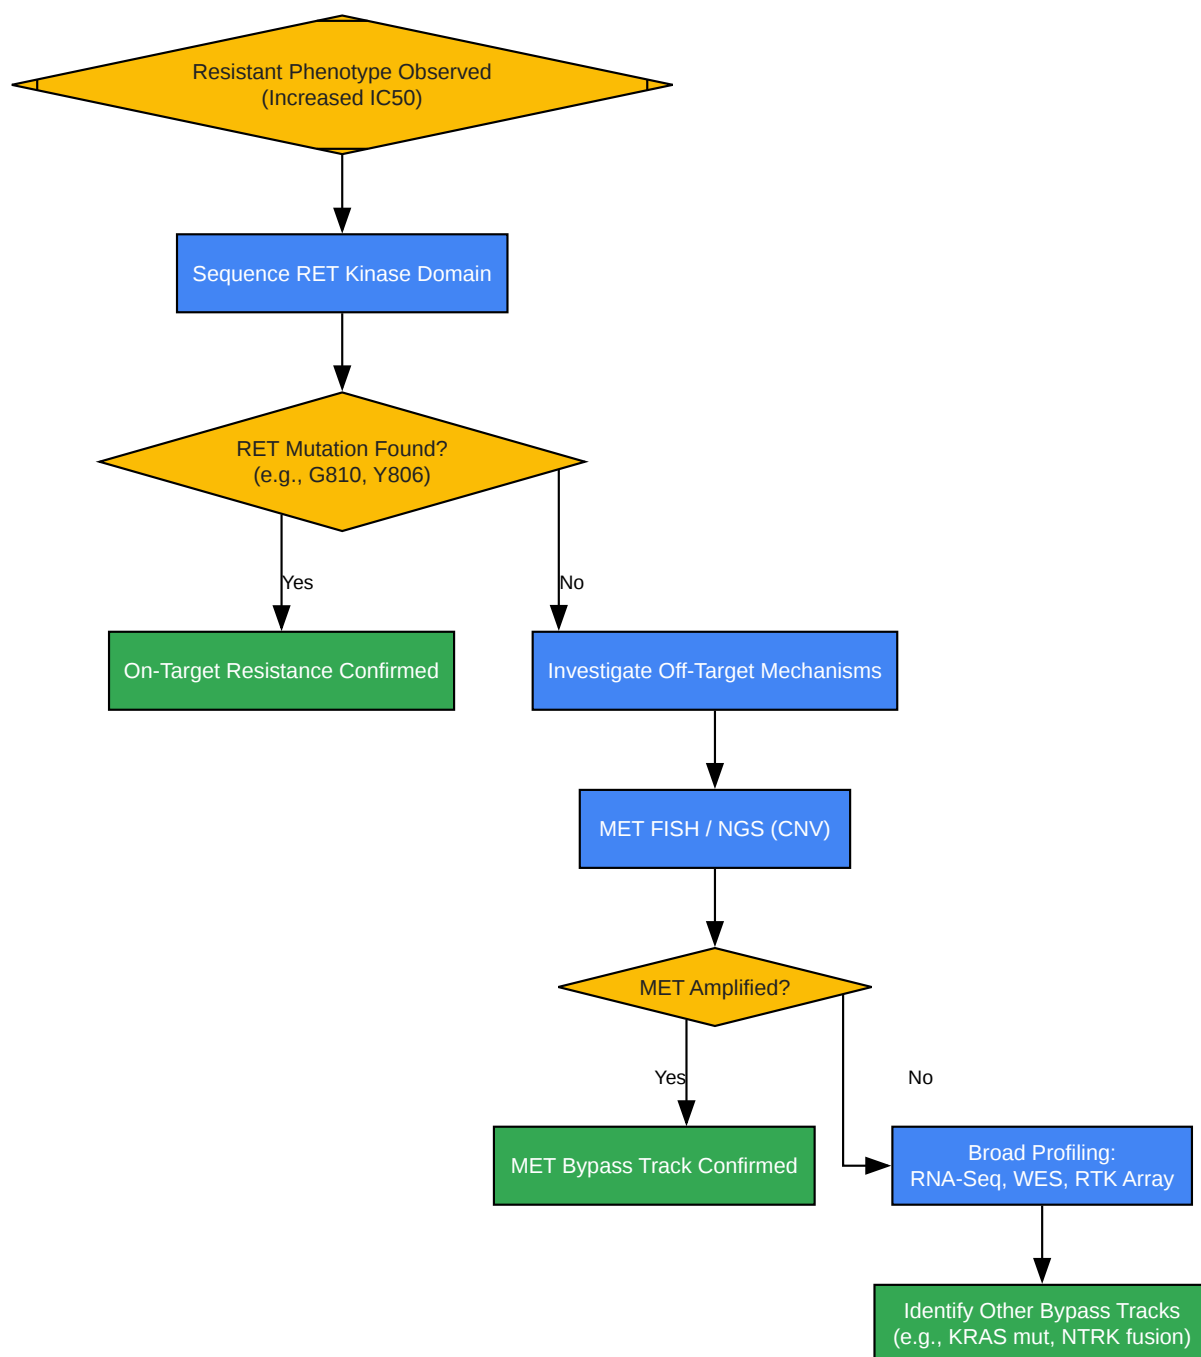 Resistant Phenotype Observed
(Increased IC50)
Sequence RET Kinase Domain
RET Mutation Found?
(e.g., G810, Y806)
Yes
No
On-Target Resistance Confirmed
Investigate Off-Target Mechanisms
MET FISH / NGS (CNV)
MET Amplified?
Yes
No
MET Bypass Track Confirmed
Broad Profiling:
RNA-Seq, WES, RTK Array
Identify Other Bypass Tracks
(e.g., KRAS mut, NTRK fusion)